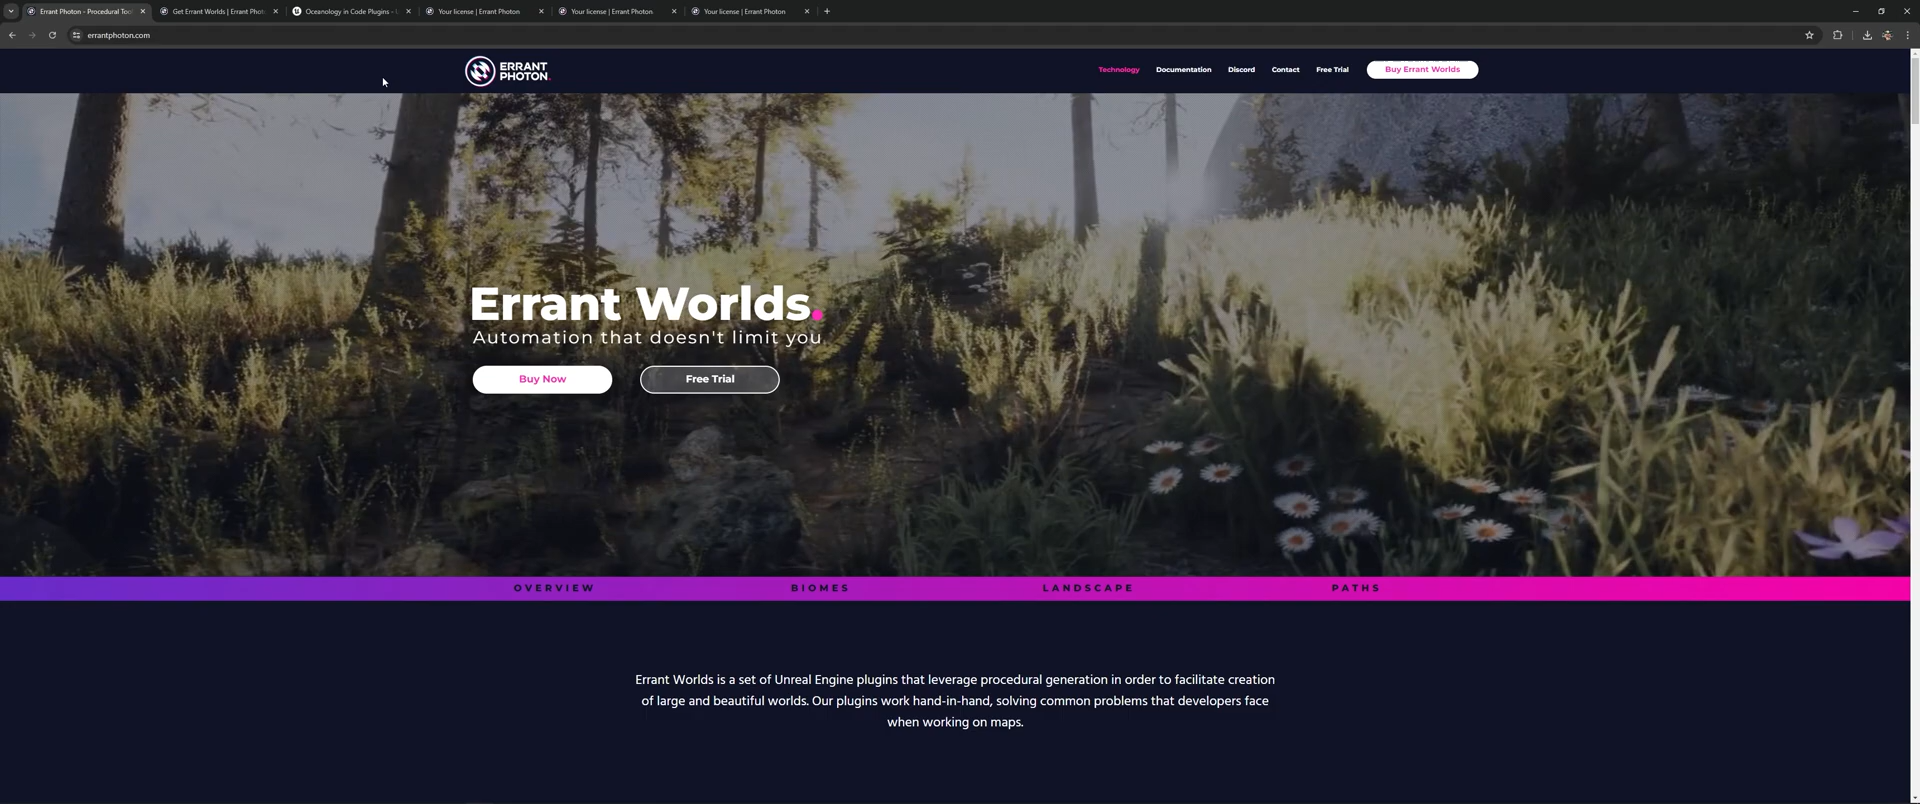 Errant Photon - Procedural Too
Get Errant Worlds | Errant Phot
Oceanology in Code Plugins -
Your license | Errant Photon
Your license | Errant Photon
Your license | Errant Photon
errantphoton.com
ERRANT
PHOTON.
Technology
Documentation
Discord
Contact
Free Trial
Buy Errant Worlds
Errant Worlds.
Automation that doesn't limit you
Buy Now
Free Trial
OVERVIEW
BIOMES
LANDSCAPE
PATHS
Errant Worlds is a set of Unreal Engine plugins that leverage procedural generation in order to facilitate creation
of large and beautiful worlds. Our plugins work hand-in-hand, solving common problems that developers face
when working on maps.